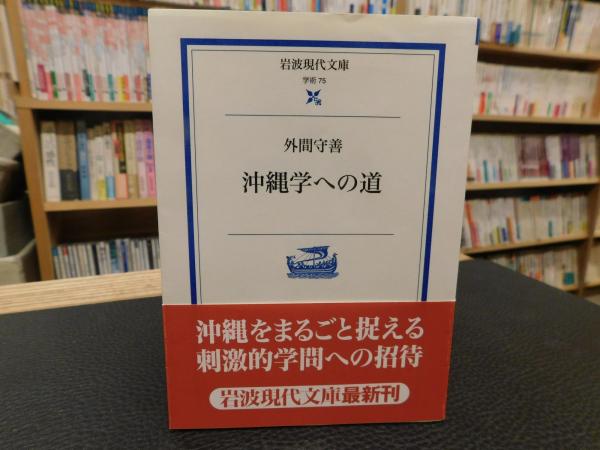 岩波現代文庫
学術 75
外間守善
沖縄学への道
沖縄をまるごと捉える
刺激的学問への招待
岩波現代文庫最新刊